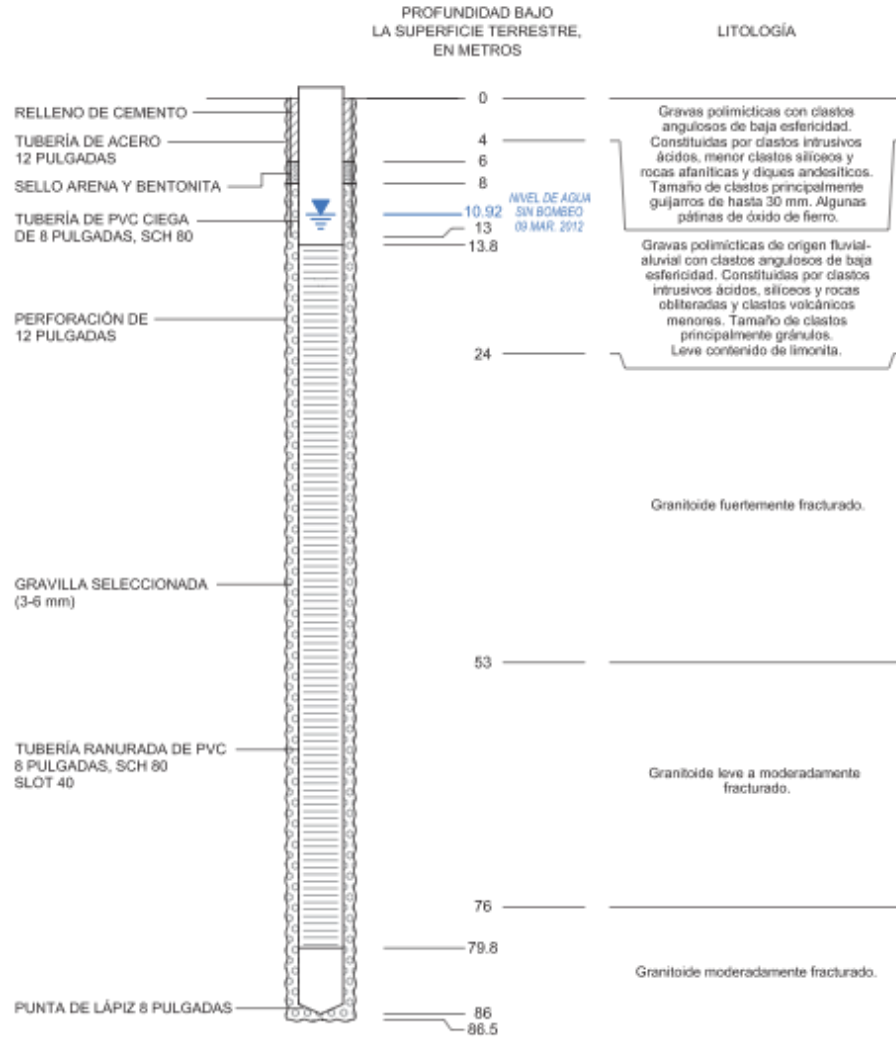 PROFUNDIDAD BAJO
LA SUPERFICIE TERRESTRE,
EN METROS
LITOLOGÍA
RELLENO DE CEMENTO
TUBERÍA DE ACERO
12 PULGADAS
SELLO ARENA Y BENTONITA
TUBERÍA DE PVC CIEGA
DE 8 PULGADAS, SCH 80
PERFORACIÓN DE
12 PULGADAS
GRAVILLA SELECCIONADA
(3-6 mm)
TUBERÍA RANURADA DE PVC
8 PULGADAS, SCH 80
SLOT 40
PUNTA DE LÁPIZ 8 PULGADAS
0
4
6
8
10.92
13
13.8
24
53
76
79.8
86
86.5
NIVEL DE AGUA
SIN BOMBEO
09 MAR. 2012
Gravas polimícticas con clastos
angulosos de baja esfericidad.
Constituidas por clastos intrusivos
ácidos, menor clastos silíceos y
rocas afaníticas y diques andesíticos.
Tamaño de clastos principalmente
guijarros de hasta 30 mm. Algunas
pátinas de óxido de fierro.
Gravas polimícticas de origen fluvial-
aluvial con clastos angulosos de baja
esfericidad. Constituidas por clastos
intrusivos ácidos, silíceos y rocas
obliteradas y clastos volcánicos
menores. Tamaño de clastos
principalmente gránulos.
Leve contenido de limonita.
Granitoide fuertemente fracturado.
Granitoide leve a moderadamente
fracturado.
Granitoide moderadamente fracturado.